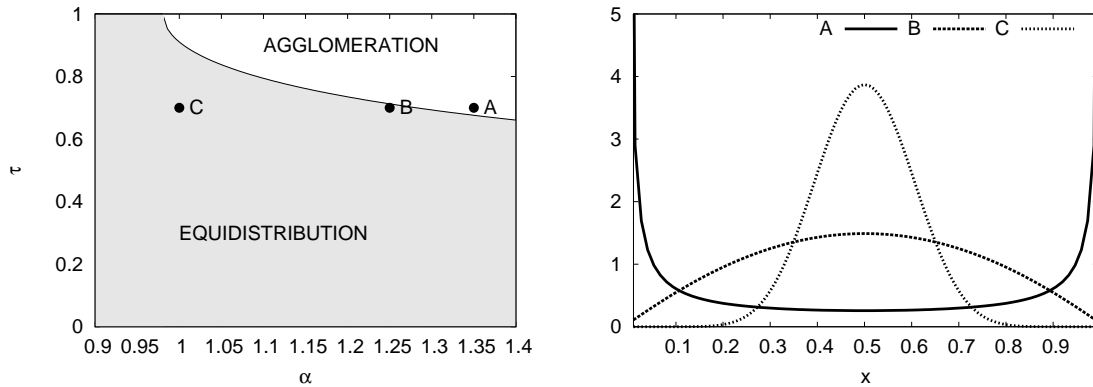 1
0.8
0.6
0.4
0.2
0
τ
AGGLOMERATION
C
B
A
EQUIDISTRIBUTION
0.9 0.95 1 1.05 1.1 1.15 1.2 1.25 1.3 1.35 1.4
α
5
4
3
2
1
0
A B C
0.1 0.2 0.3 0.4 0.5 0.6 0.7 0.8 0.9
x